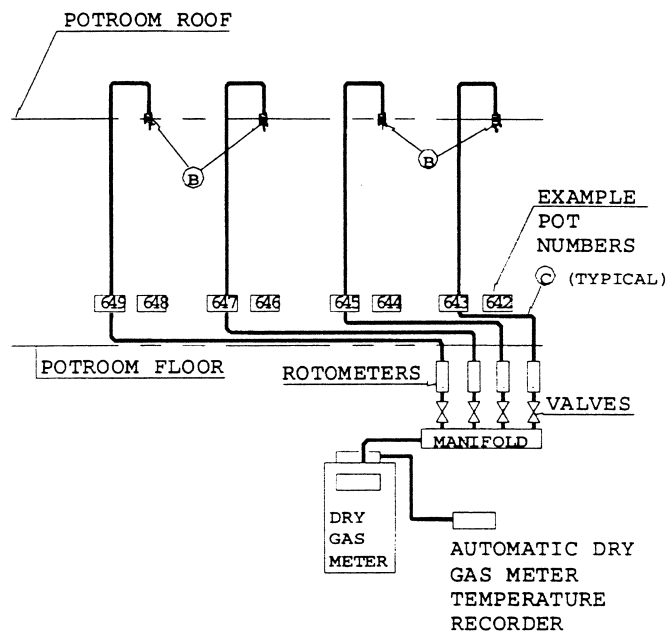 POTROOM ROOF
B
B
EXAMPLE
POT
NUMBERS
C (TYPICAL)
649 648 647 646 645 644 643 642
POTROOM FLOOR
ROTOMETERS
VALVES
MANIFOLD
DRY
GAS
METER
AUTOMATIC DRY
GAS METER
TEMPERATURE
RECORDER